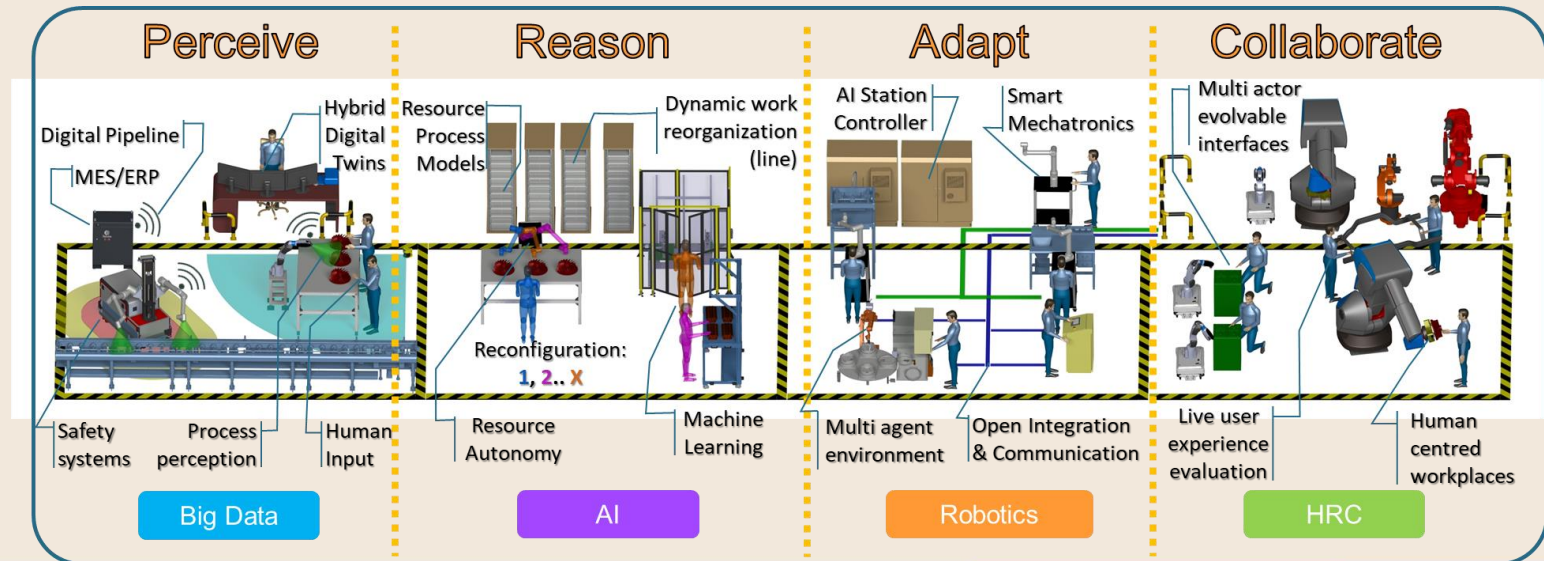 Perceive
Digital Pipeline
MES/ERP
Hybrid
Digital
Twins
Safety
systems
Process
perception
Human
Input
Big Data
Reason
Resource
Process
Models
Dynamic work
reorganization
(line)
Reconfiguration:
1, 2.. X
Resource
Autonomy
Machine
Learning
AI
Adapt
AI Station
Controller
Smart
Mechatronics
Multi agent
environment
Open Integration
& Communication
Robotics
Collaborate
Multi actor
evolvable
interfaces
Live user
experience
evaluation
Human
centred
workplaces
HRC